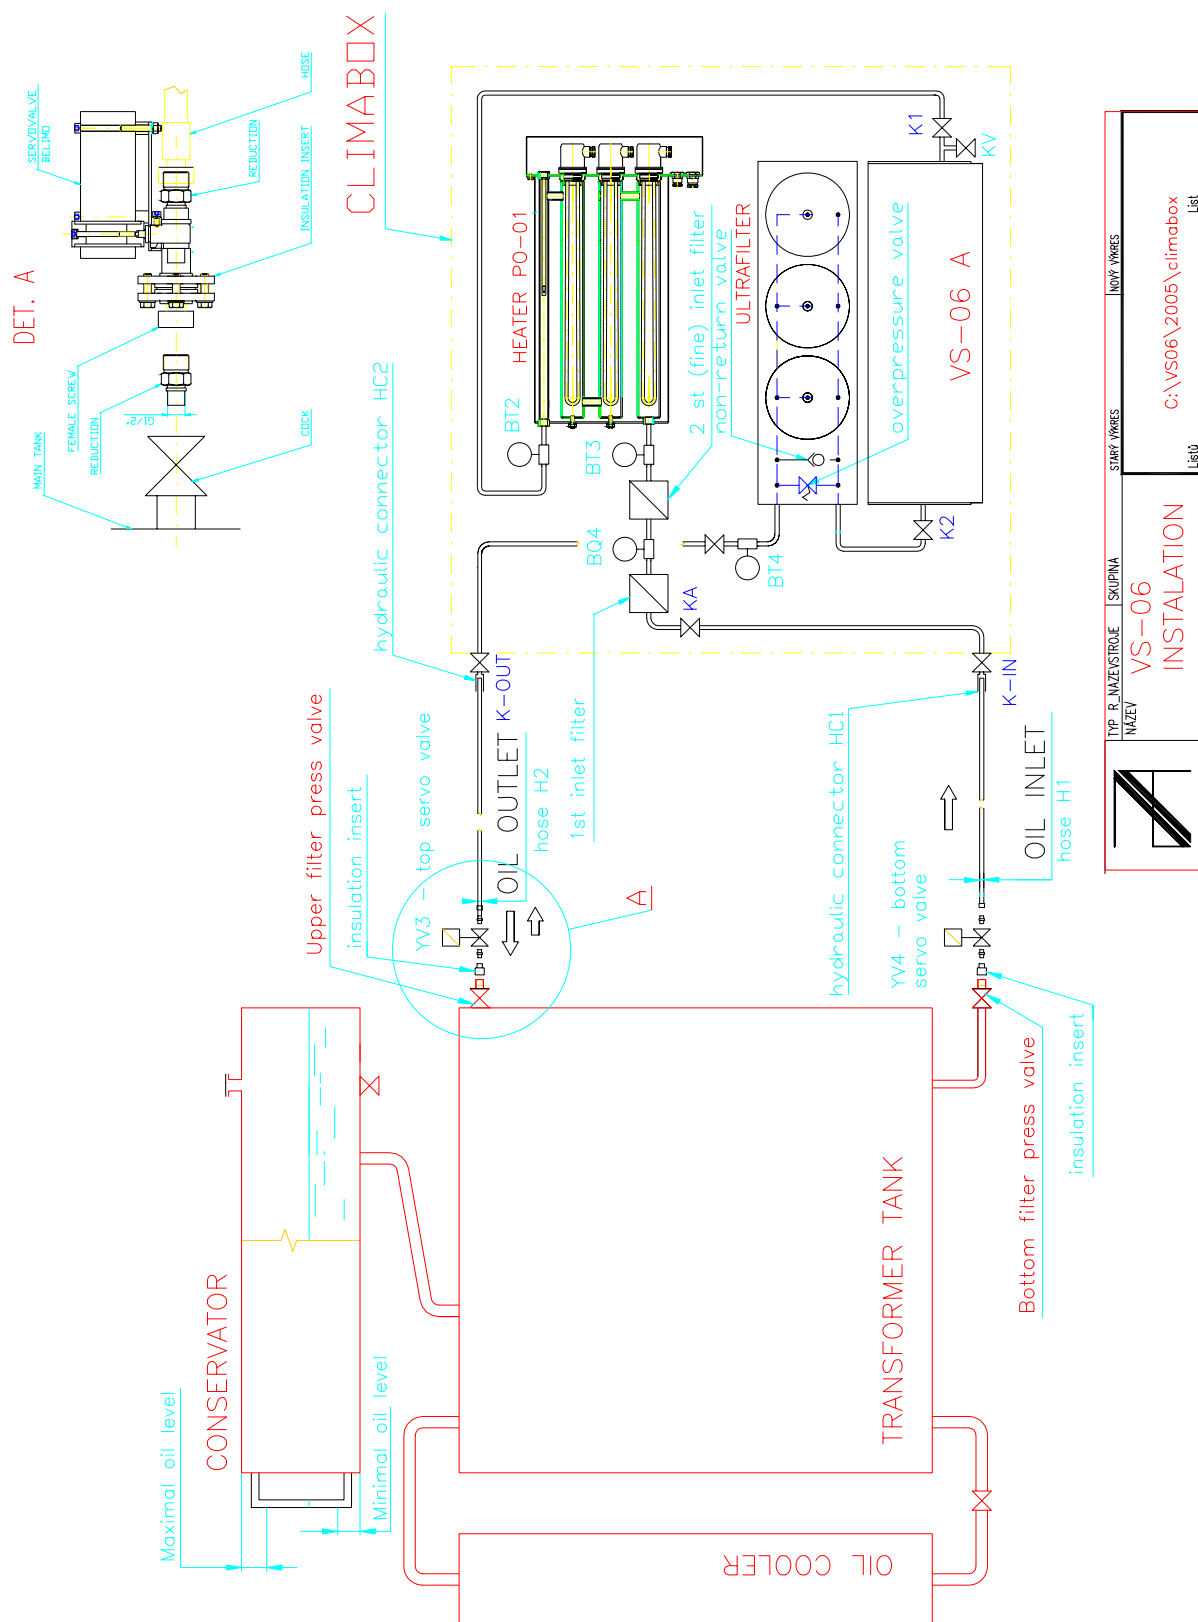 DET. A
SERVOVALVE
BELIMO
HOSE
REDUCTION
INSULATION INSERT
FEMALE SCREW
REDUCTION
MAIN TANK
COCK
CLIMABOX
HEATER PO-01
BT2
BT3
BQ4
BT4
K1
KV
K2
KA
2 st (fine) inlet filter
non-return valve
ULTRAFILTER
overpressure valve
VS-06 A
hydraulic connector HC2
K-OUT
K-IN
1st inlet filter
Upper filter press valve
insulation insert
YV3 - top servo valve
OIL OUTLET
hose H2
A
hydraulic connector HC1
YV4 - bottom
servo valve
OIL INLET
hose H1
Bottom filter press valve
insulation insert
CONSERVATOR
Maximal oil level
Minimal oil level
TRANSFORMER TANK
OIL COOLER
TYP R_NAZEVSTROJE
SKUPINA
STARÝ VÝKRES
NOVÝ VÝKRES
NÁZEV
VS-06
INSTALATION
C:\VS06\2005\climabox
Listů
List